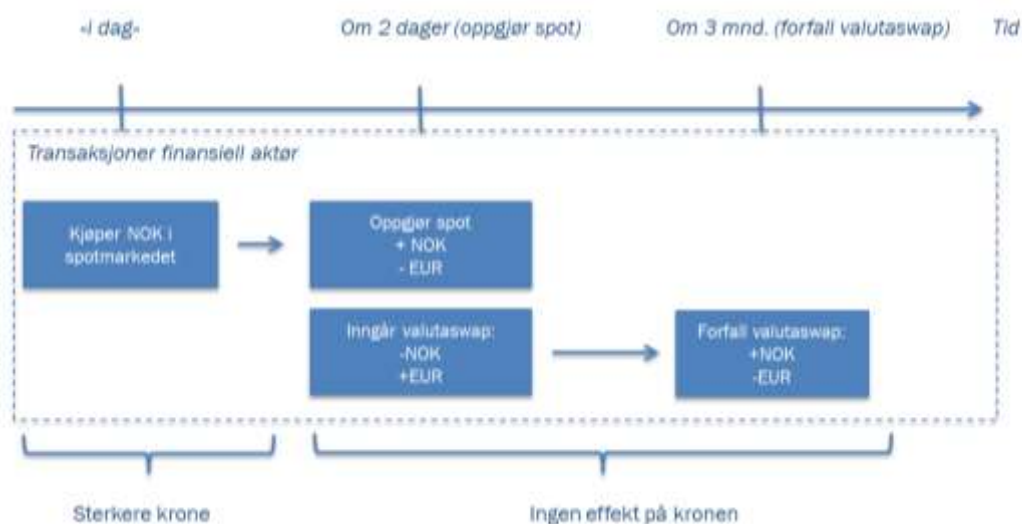 «I dag»
Om 2 dager (oppgjør spot)
Om 3 mnd. (forfall valutaswap)
Tid
Transaksjoner finansiell aktør
Kjøper NOK i
spotmarkedet
Oppgjør spot
+ NOK
- EUR
Inngår valutaswap:
-NOK
+EUR
Forfall valutaswap:
+NOK
-EUR
Sterkere krone
Ingen effekt på kronen